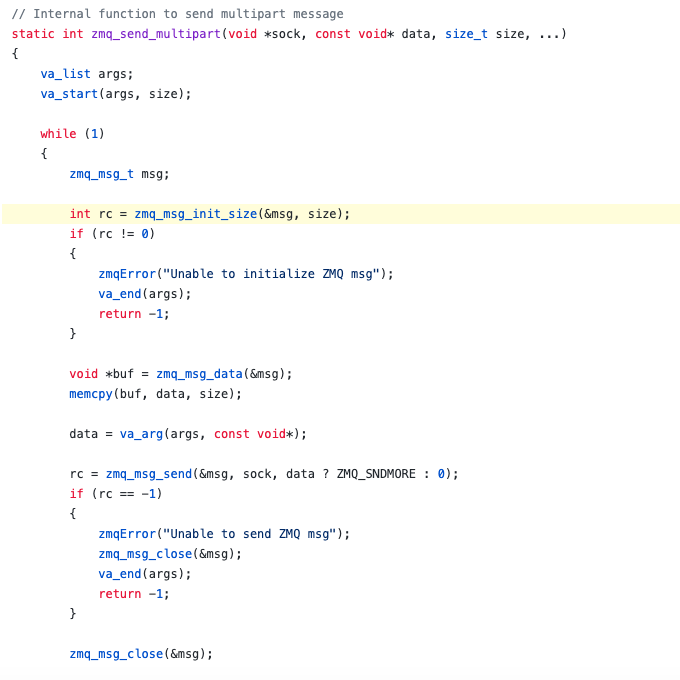 // Internal function to send multipart message
static int zmq_send_multipart(void *sock, const void* data, size_t size, ...)
{
    va_list args;
    va_start(args, size);

    while (1)
    {
        zmq_msg_t msg;

        int rc = zmq_msg_init_size(&msg, size);
        if (rc != 0)
        {
            zmqError("Unable to initialize ZMQ msg");
            va_end(args);
            return -1;
        }

        void *buf = zmq_msg_data(&msg);
        memcpy(buf, data, size);

        data = va_arg(args, const void*);

        rc = zmq_msg_send(&msg, sock, data ? ZMQ_SNDMORE : 0);
        if (rc == -1)
        {
            zmqError("Unable to send ZMQ msg");
            zmq_msg_close(&msg);
            va_end(args);
            return -1;
        }

        zmq_msg_close(&msg);